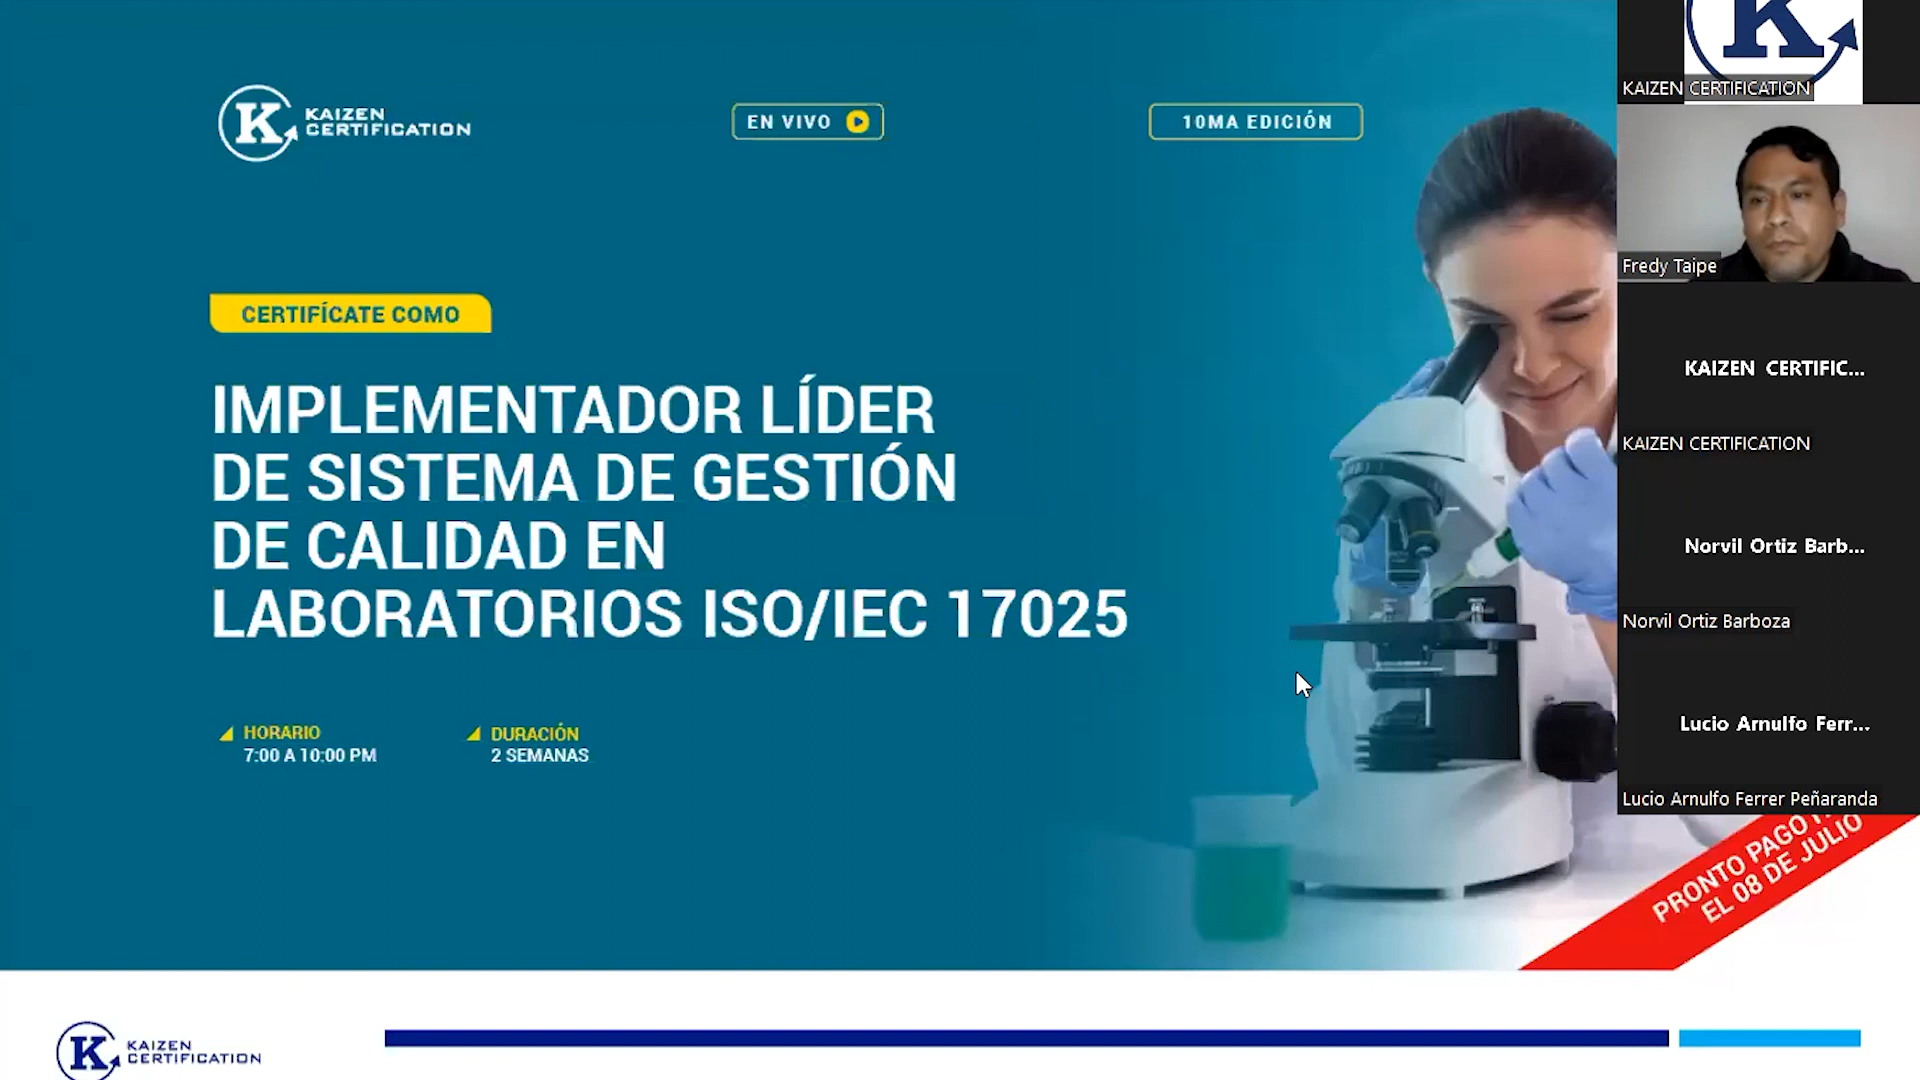 KAIZEN
CERTIFICATION
EN VIVO
10MA EDICIÓN
CERTIFÍCATE COMO
IMPLEMENTADOR LÍDER
DE SISTEMA DE GESTIÓN
DE CALIDAD EN
LABORATORIOS ISO/IEC 17025
HORARIO
7:00 A 10:00 PM
DURACIÓN
2 SEMANAS
K
KAIZEN CERTIFICATION
Fredy Taipe
KAIZEN CERTIFIC...
KAIZEN CERTIFICATION
Norvil Ortiz Barb...
Norvil Ortiz Barboza
Lucio Arnulfo Ferr...
Lucio Arnulfo Ferrer Peñaranda
PRONTO PAGO
EL 08 DE JULIO
K KAIZEN
CERTIFICATION